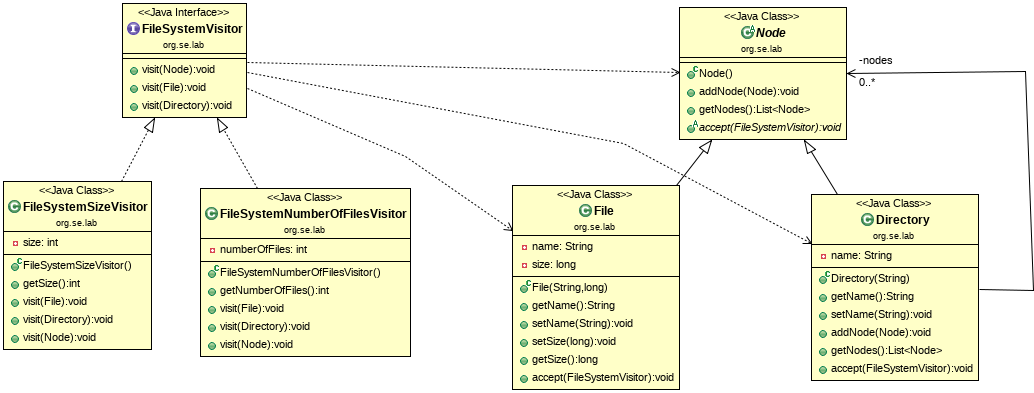 <<Java Interface>>
FileSystemVisitor
org.se.lab
visit(Node):void
visit(File):void
visit(Directory):void
<<Java Class>>
Node
org.se.lab
Node()
addNode(Node):void
getNodes():List<Node>
accept(FileSystemVisitor):void
-nodes
0..*
<<Java Class>>
FileSystemSizeVisitor
org.se.lab
size: int
FileSystemSizeVisitor()
getSize():int
visit(File):void
visit(Directory):void
visit(Node):void
<<Java Class>>
FileSystemNumberOfFilesVisitor
org.se.lab
numberOfFiles: int
FileSystemNumberOfFilesVisitor()
getNumberOfFiles():int
visit(File):void
visit(Directory):void
visit(Node):void
<<Java Class>>
File
org.se.lab
name: String
size: long
File(String,long)
getName():String
setName(String):void
setSize(long):void
getSize():long
accept(FileSystemVisitor):void
<<Java Class>>
Directory
org.se.lab
name: String
Directory(String)
getName():String
setName(String):void
addNode(Node):void
getNodes():List<Node>
accept(FileSystemVisitor):void